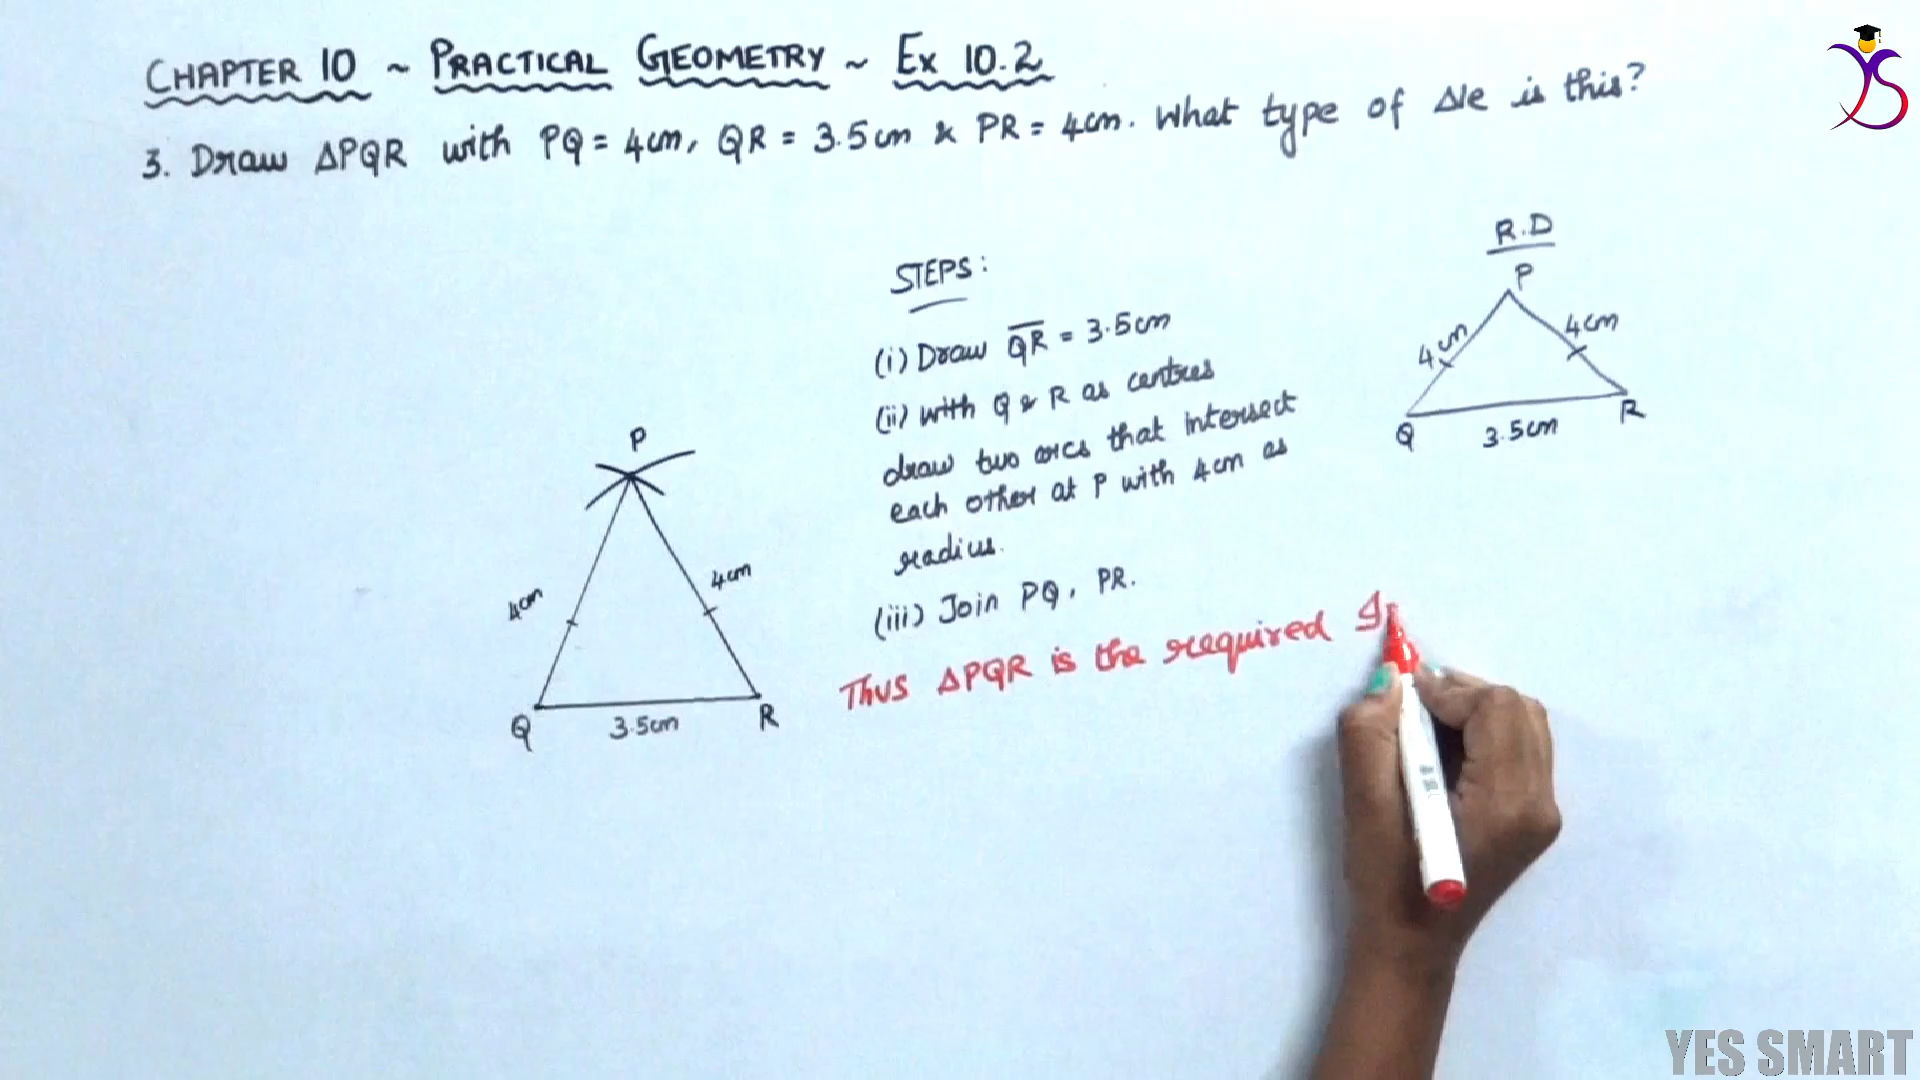 CHAPTER 10 ~ PRACTICAL GEOMETRY ~ Ex 10.2
3. Draw ΔPQR with PQ = 4cm, QR = 3.5cm & PR = 4cm. What type of Δle is this?
R.D
P
4cm
4cm
Q
3.5cm
R
STEPS:
(i) Draw Q̅R̅ = 3.5cm
(ii) with Q & R as centres
draw two arcs that intersect
each other at P with 4cm as
radius.
(iii) Join PQ, PR.
P
4cm
4cm
Q
3.5cm
R
Thus ΔPQR is the required
YES SMART